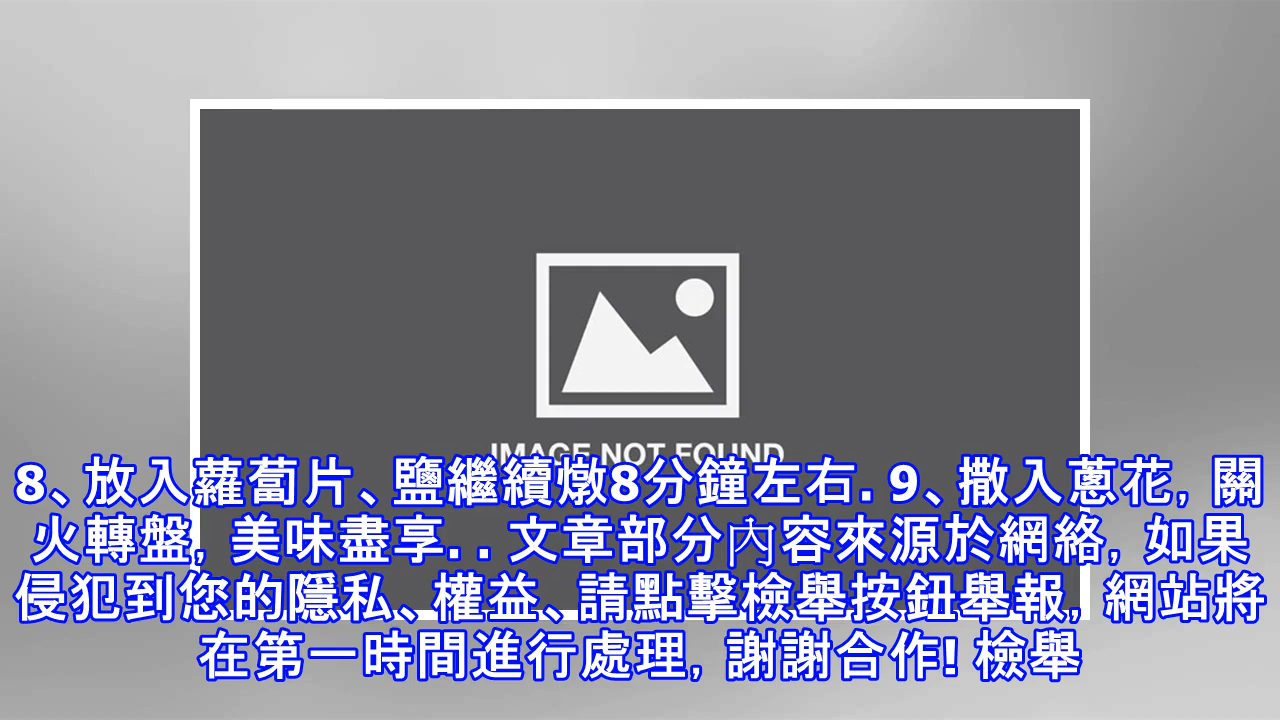 IMAGE NOT FOUND
8、放入蘿蔔片、鹽繼續燉8分鐘左右. 9、撒入蔥花, 關
火轉盤, 美味盡享. . 文章部分內容來源於網絡, 如果
侵犯到您的隱私、權益、請點擊檢舉按鈕舉報, 網站將
在第一時間進行處理, 謝謝合作! 檢舉